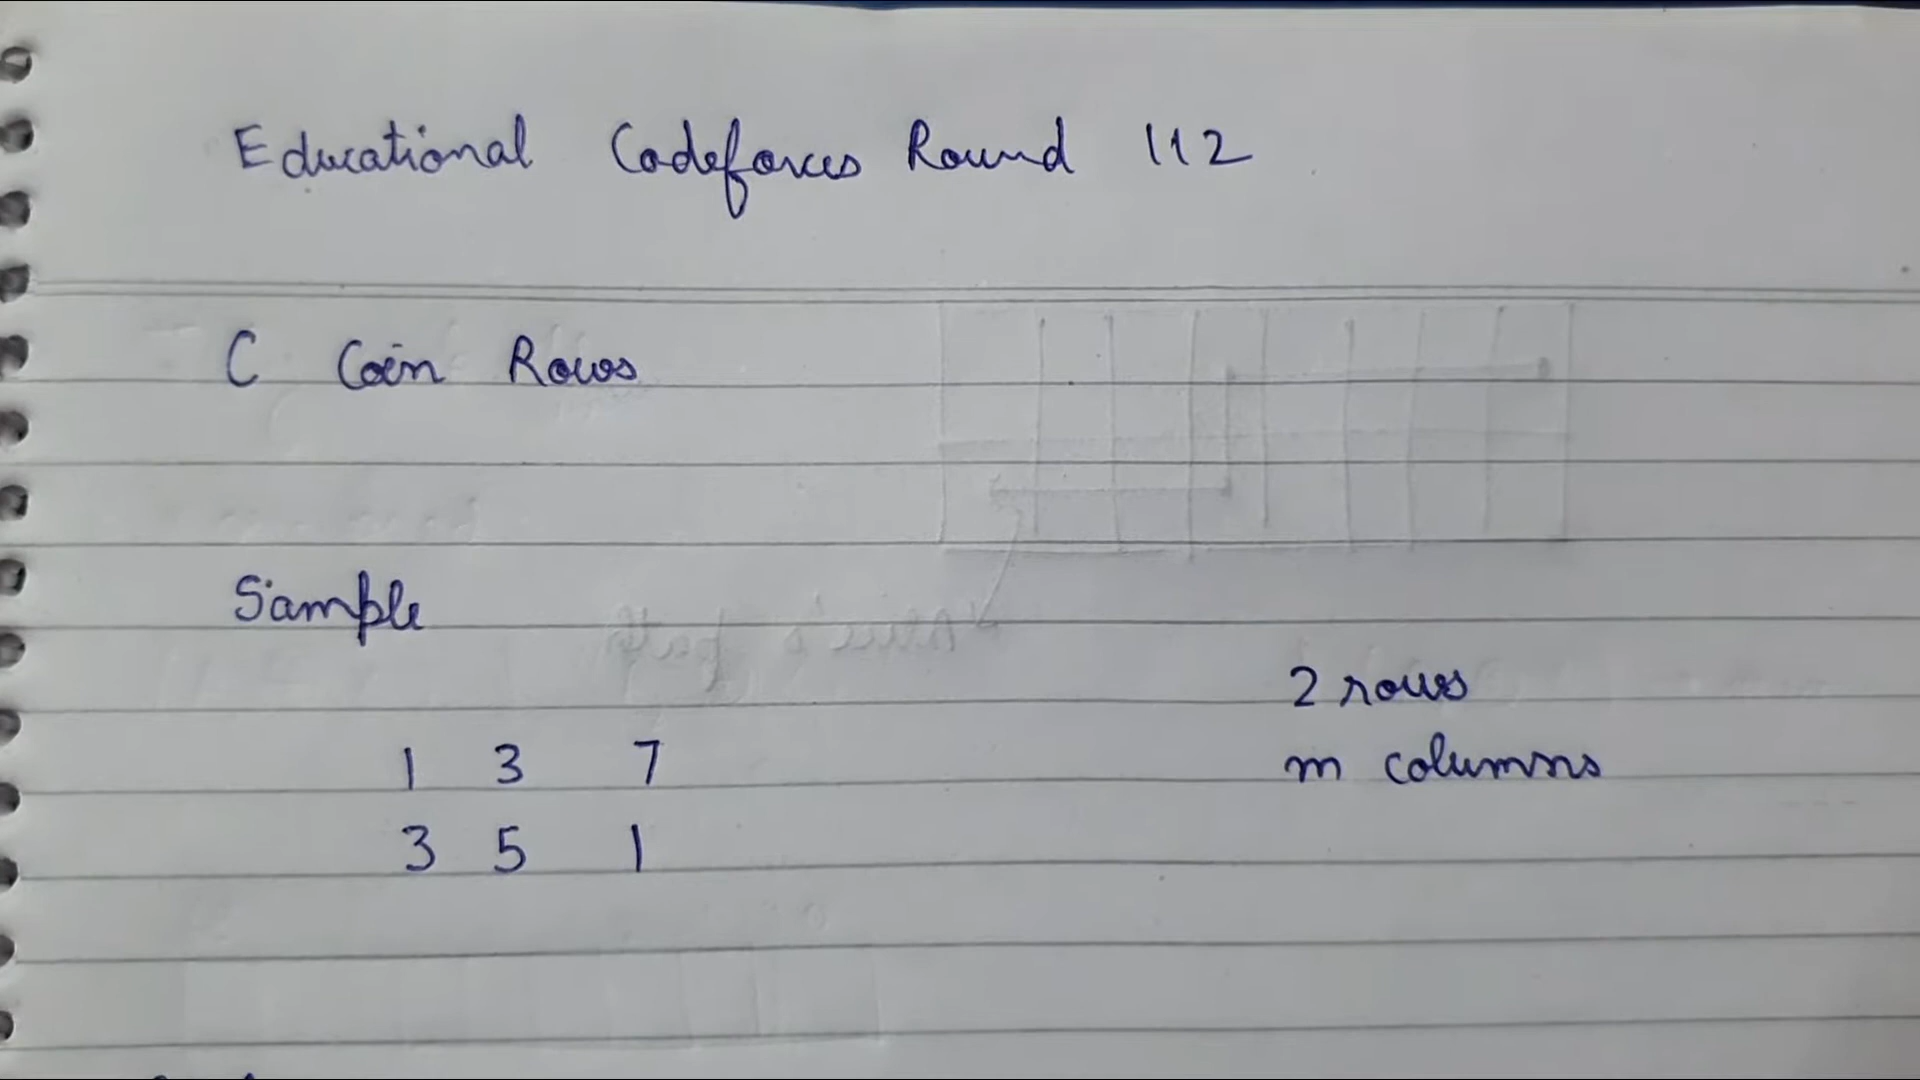 Educational Codeforces Round 112
C Coin Rows
Sample
2 rows
1 3 7
m columns
3 5 1